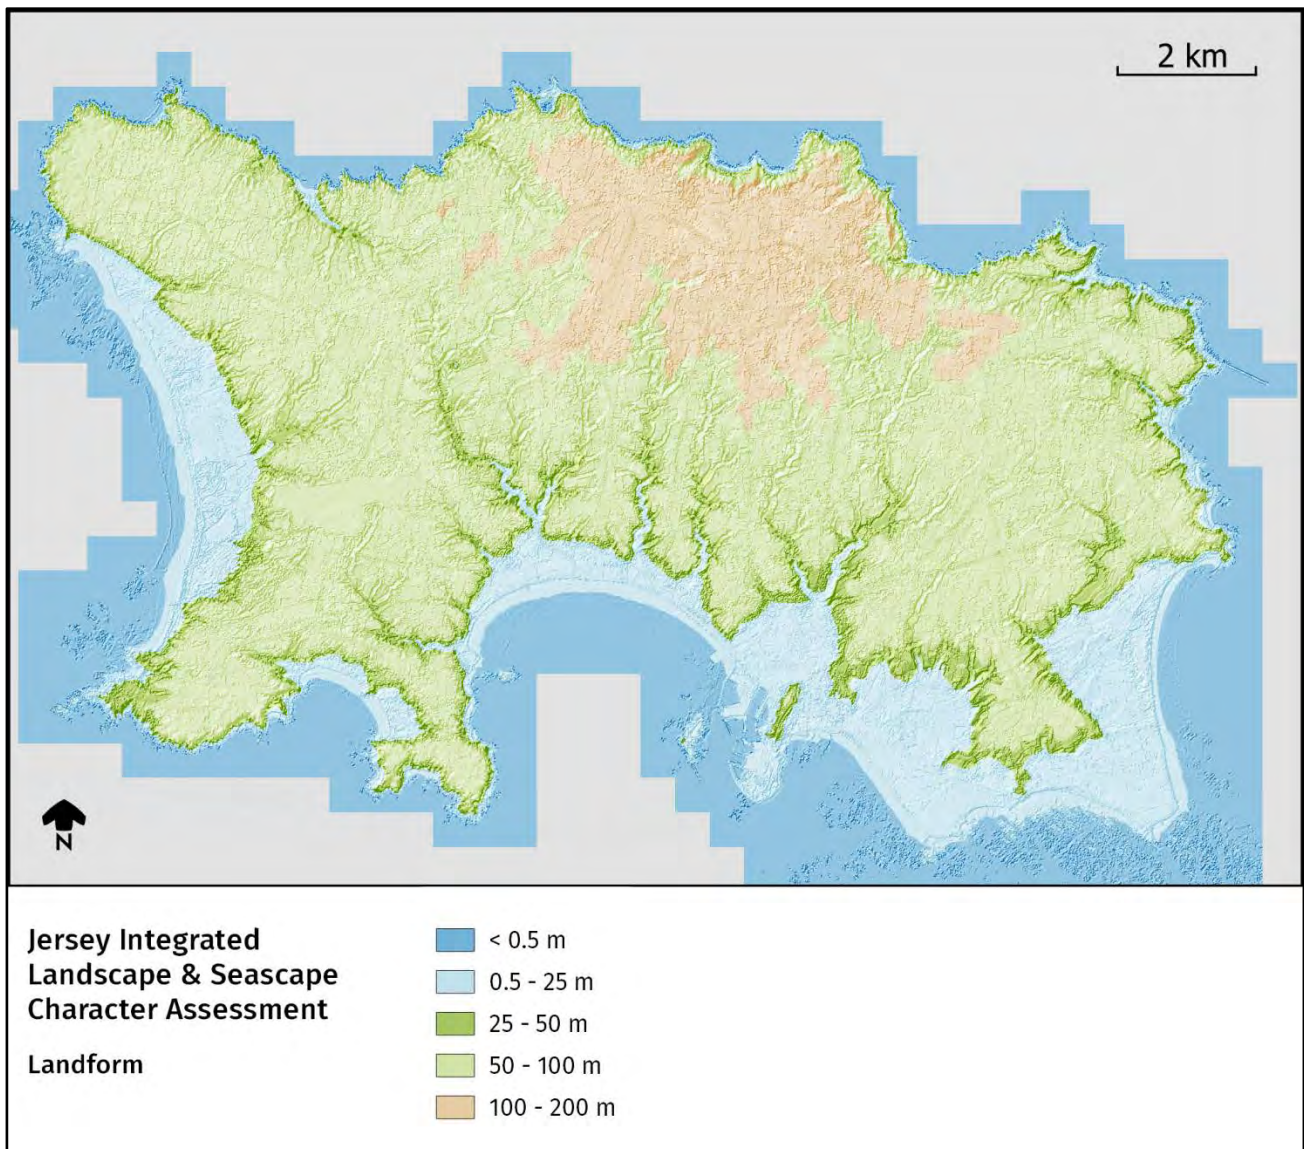 2 km
N
Jersey Integrated
Landscape & Seascape
Character Assessment
Landform
< 0.5 m
0.5 - 25 m
25 - 50 m
50 - 100 m
100 - 200 m